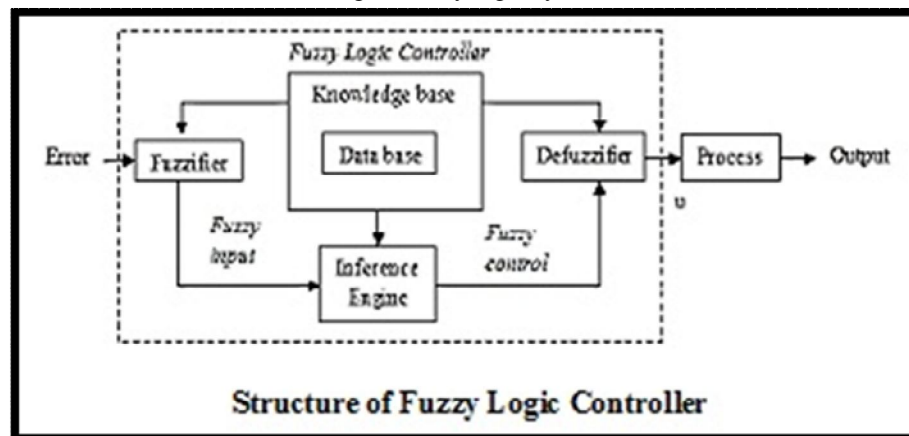 Fuzzy Logic Controller
Knowledge base
Data base
Error
Fuzzifier
Defuzzifier
Process
Output
υ
Fuzzy
input
Fuzzy
control
Inference
Engine
Structure of Fuzzy Logic Controller